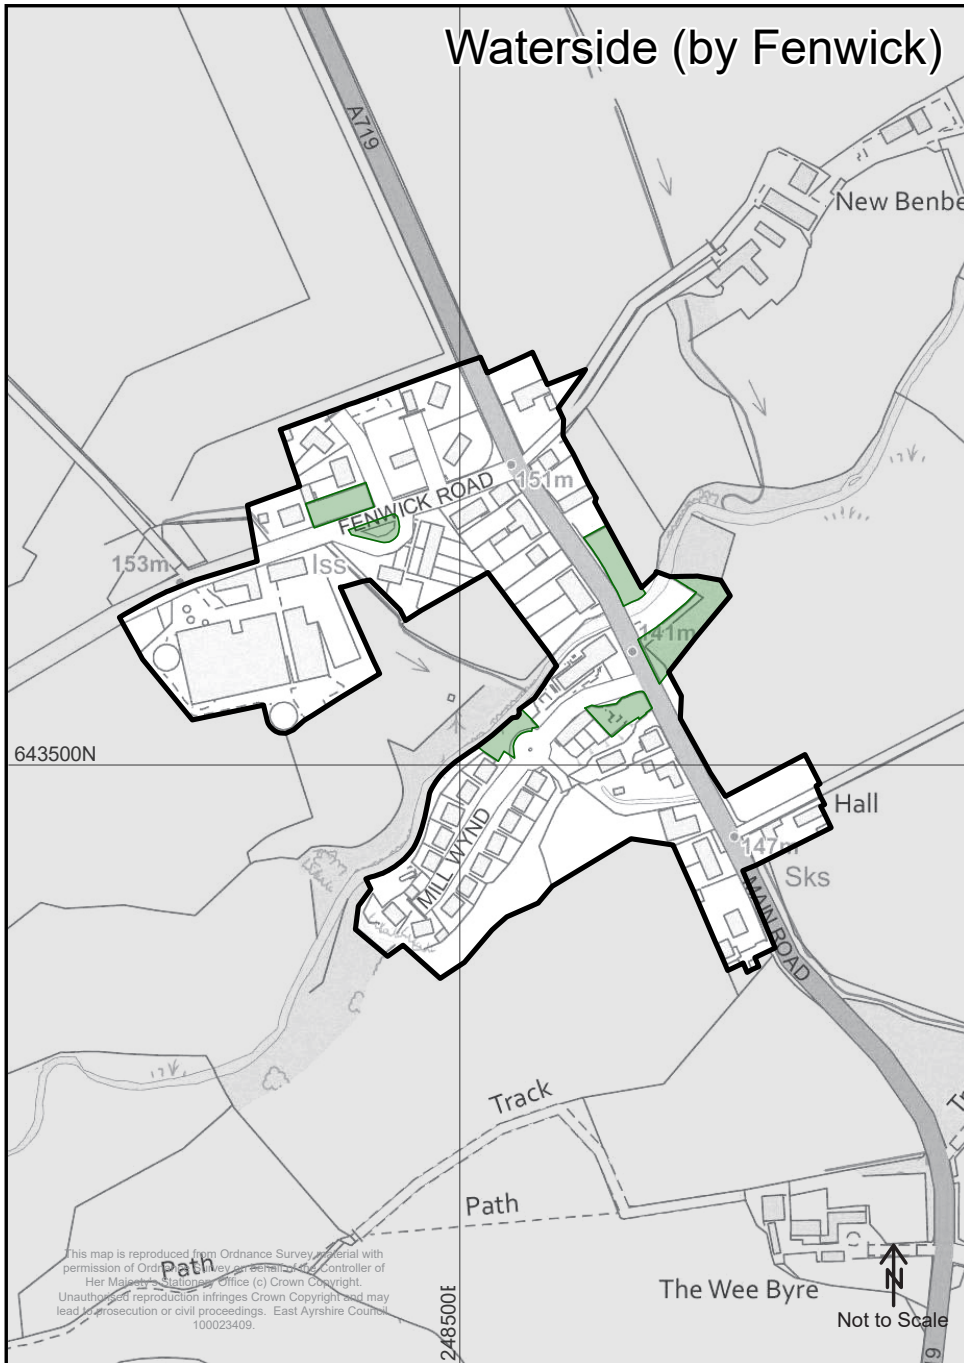 Waterside (by Fenwick)
A719
New Benbe
151m
FENWICK ROAD
153m
Iss
141m
643500N
Hall
147m
Sks
MILL WYND
MAIN ROAD
Track
Path
Path
This map is reproduced from Ordnance Survey material with
permission of Ordnance Survey on behalf of the Controller of
Her Majesty's Stationery Office (c) Crown Copyright.
Unauthorised reproduction infringes Crown Copyright and may
lead to prosecution or civil proceedings. East Ayrshire Council
100023409.
248500E
The Wee Byre
N
Not to Scale
Tr
9